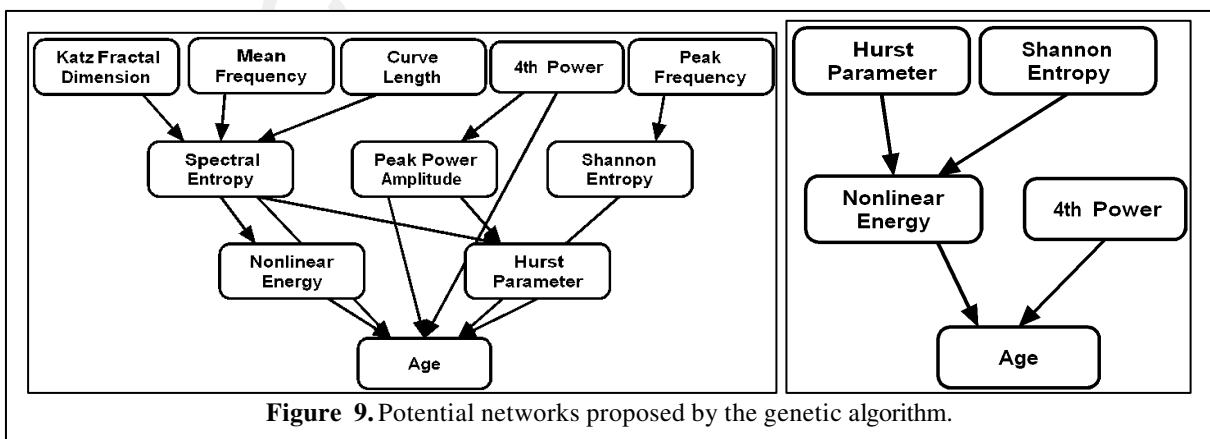 Katz Fractal
Dimension
Mean
Frequency
Curve
Length
4th Power
Peak
Frequency
Spectral
Entropy
Peak Power
Amplitude
Shannon
Entropy
Nonlinear
Energy
Hurst
Parameter
Age
Hurst
Parameter
Shannon
Entropy
Nonlinear
Energy
4th Power
Age
Figure 9. Potential networks proposed by the genetic algorithm.